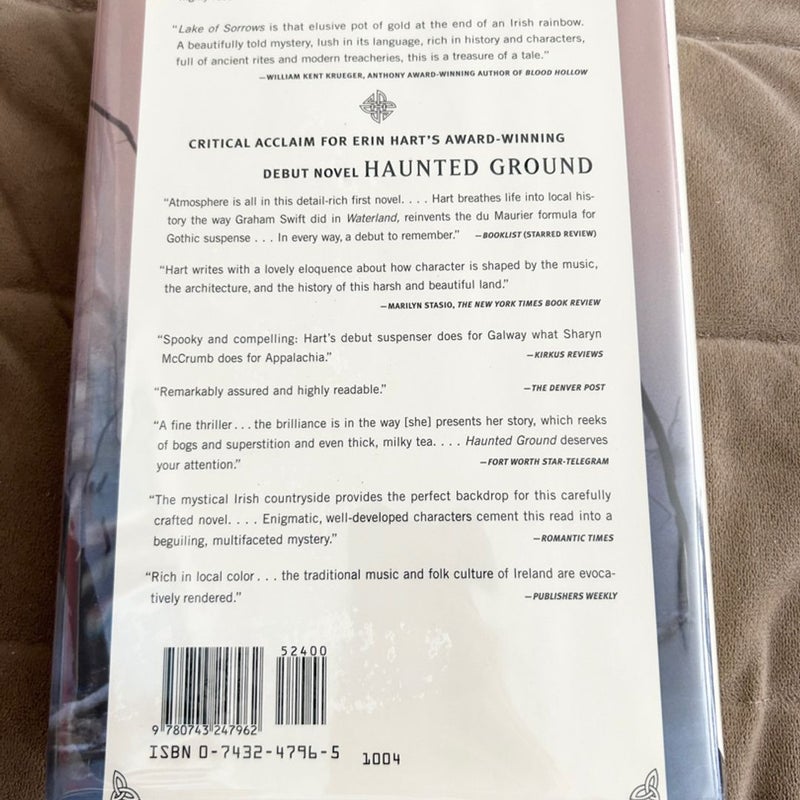 "Lake of Sorrows is that elusive pot of gold at the end of an Irish rainbow.
A beautifully told mystery, lush in its language, rich in history and characters,
full of ancient rites and modern treacheries, this is a treasure of a tale."
—WILLIAM KENT KRUEGER, ANTHONY AWARD-WINNING AUTHOR OF BLOOD HOLLOW
CRITICAL ACCLAIM FOR ERIN HART'S AWARD-WINNING
DEBUT NOVEL HAUNTED GROUND
"Atmosphere is all in this detail-rich first novel. . . . Hart breathes life into local his-
tory the way Graham Swift did in Waterland, reinvents the du Maurier formula for
Gothic suspense . . . In every way, a debut to remember." —BOOKLIST (STARRED REVIEW)
"Hart writes with a lovely eloquence about how character is shaped by the music,
the architecture, and the history of this harsh and beautiful land."
—MARILYN STASIO, THE NEW YORK TIMES BOOK REVIEW
"Spooky and compelling: Hart's debut suspenser does for Galway what Sharyn
McCrumb does for Appalachia." —KIRKUS REVIEWS
"Remarkably assured and highly readable." —THE DENVER POST
"A fine thriller . . . the brilliance is in the way [she] presents her story, which reeks
of bogs and superstition and even thick, milky tea. . . . Haunted Ground deserves
your attention." —FORT WORTH STAR-TELEGRAM
"The mystical Irish countryside provides the perfect backdrop for this carefully
crafted novel. . . . Enigmatic, well-developed characters cement this read into a
beguiling, multifaceted mystery." —ROMANTIC TIMES
"Rich in local color . . . the traditional music and folk culture of Ireland are evoca-
tively rendered." —PUBLISHERS WEEKLY
52400
9 780743 247962
ISBN 0-7432-4796-5 1004